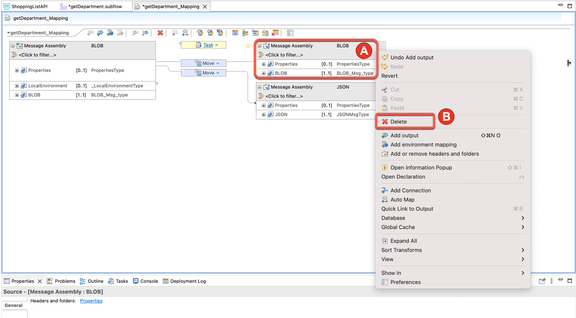 ShoppingListAPI
*getDepartment.subflow
*getDepartment_Mapping
getDepartment_Mapping
getDepartment_Mapping
Message Assembly BLOB
<Click to filter...>
Properties [0..1] PropertiesType
LocalEnvironment [0..1] _LocalEnvironmentType
BLOB [0..1] BLOB_Msg_type
Task
Move
Move
Message Assembly BLOB
<Click to filter...>
Properties [0..1] PropertiesType
BLOB [0..1] BLOB_Msg_type
A
Message Assembly JSON
<Click to filter...>
Properties [0..1] PropertiesType
JSON [0..1] JSONMsgType
Undo Add output
Redo
Revert
Cut ⌘X
Copy ⌘C
Paste ⌘V
Delete
B
Add output ⇧⌘N O
Add environment mapping
Add or remove headers and folders
Open Information Popup ⇧⌘I
Open Declaration F3
Add Connection
Auto Map
Quick Link to Output ⌘R
Database
Global Cache
Expand All
Sort Transforms
View
Show In
Preferences
Properties
Problems
Outline
Tasks
Console
Deployment Log
Source - [Message Assembly : BLOB]
General
Headers and folders: Properties